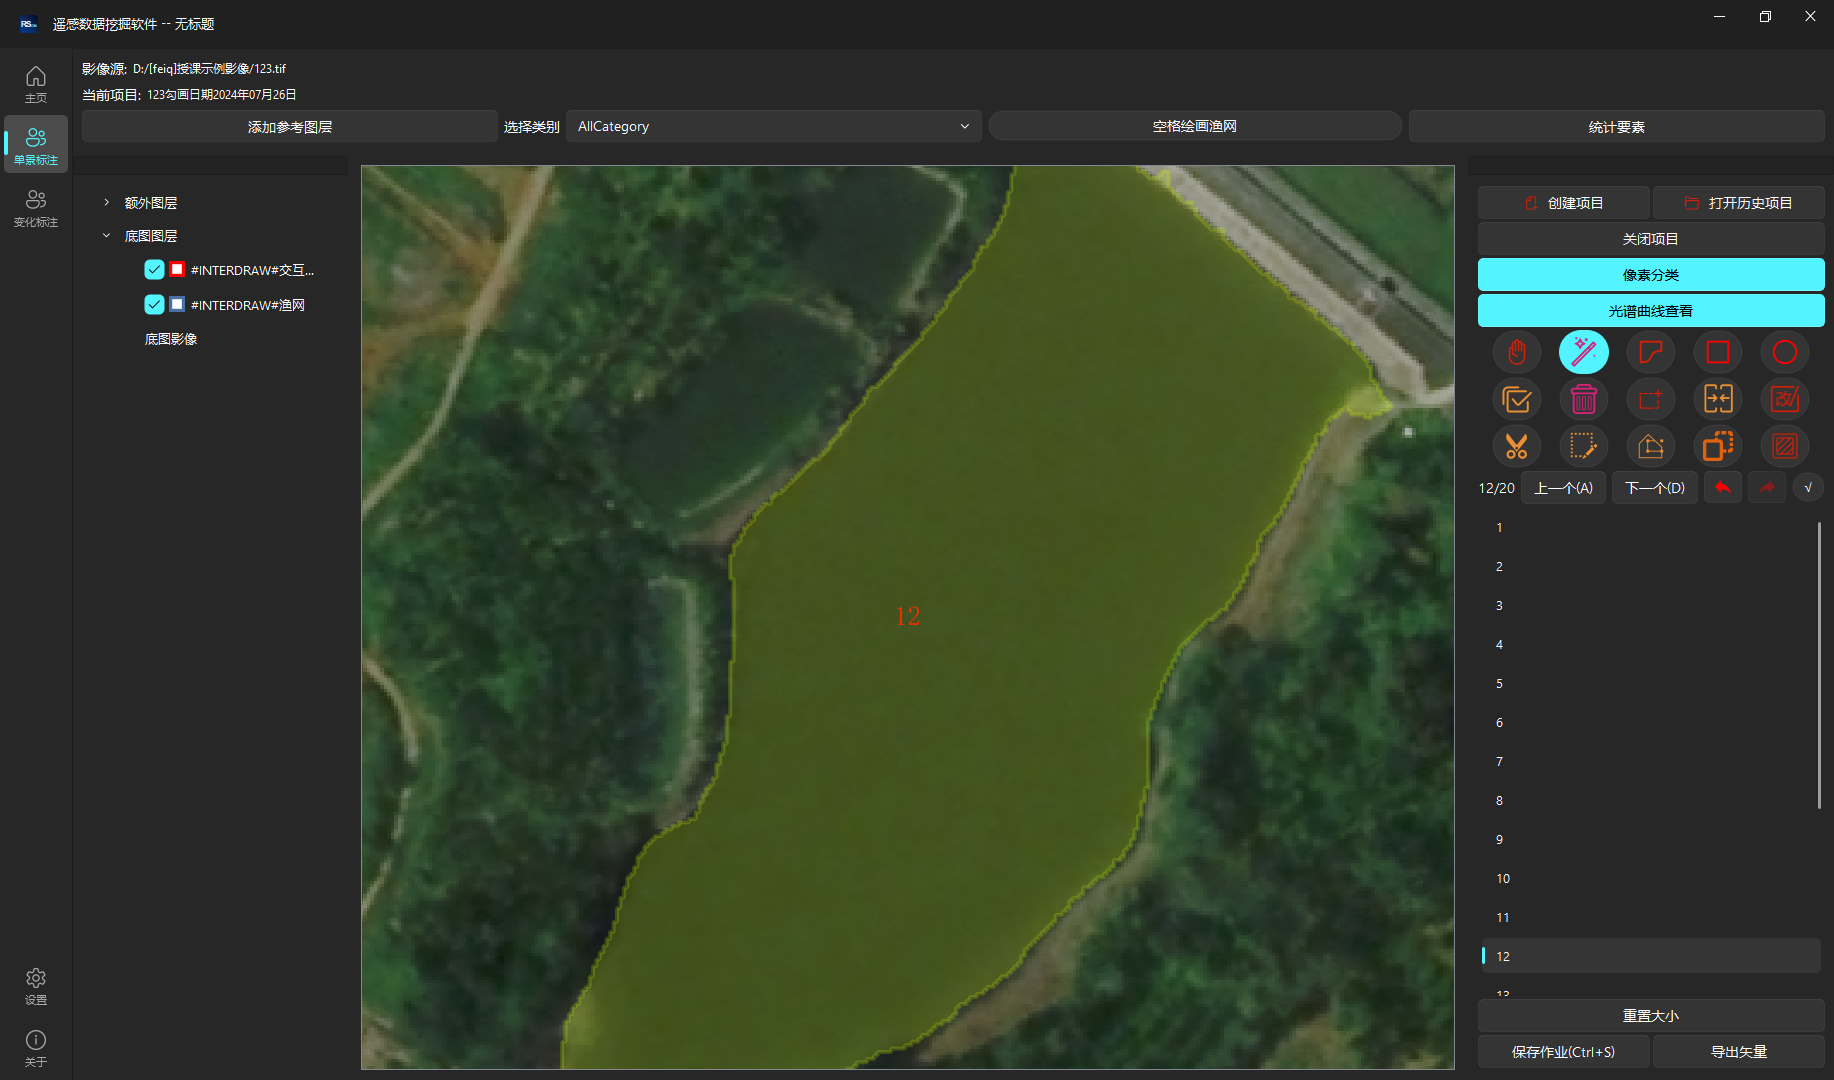 遥感数据挖掘软件 -- 无标题
主页
单景标注
变化标注
设置
关于
影像源: D:/[feiq]授课示例影像/123.tif
当前项目: 123勾画日期2024年07月26日
添加参考图层
选择类别 AllCategory
空格绘画渔网
统计要素
额外图层
底图图层
#INTERDRAW#交互...
#INTERDRAW#渔网
底图影像
12
创建项目
打开历史项目
关闭项目
像素分类
光谱曲线查看
改
12/20 上一个(A) 下一个(D) √
1
2
3
4
5
6
7
8
9
10
11
12
13
重置大小
保存作业(Ctrl+S)
导出矢量